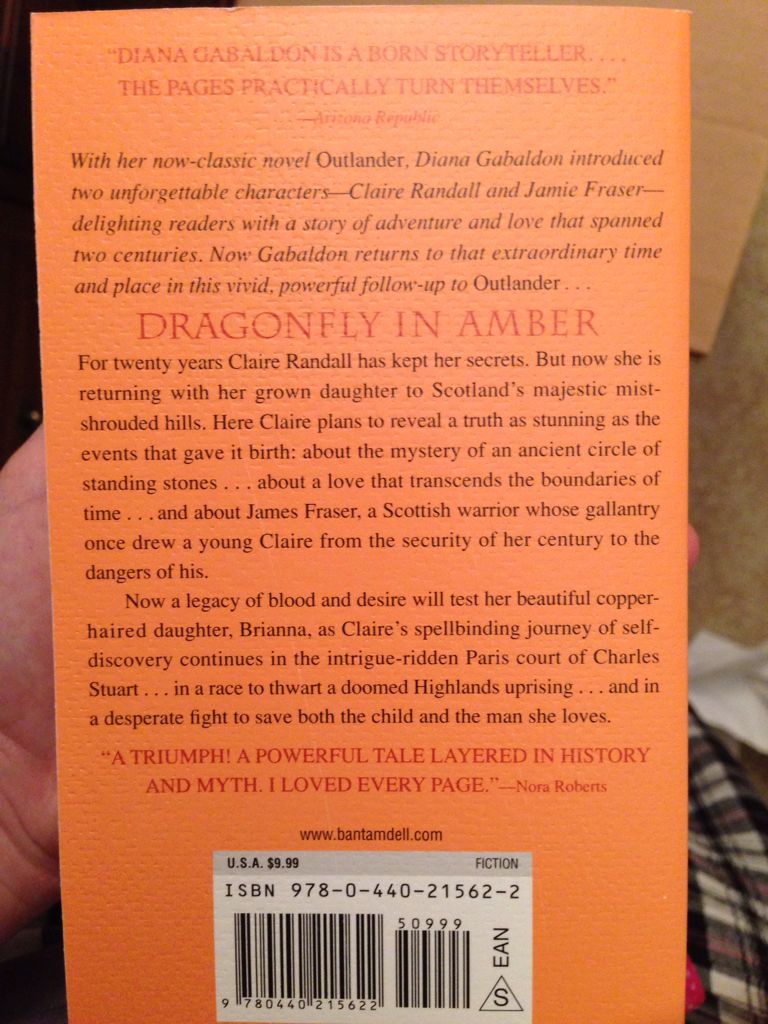 "DIANA GABALDON IS A BORN STORYTELLER. . . .
THE PAGES PRACTICALLY TURN THEMSELVES."
—Arizona Republic
With her now-classic novel Outlander, Diana Gabaldon introduced
two unforgettable characters—Claire Randall and Jamie Fraser—
delighting readers with a story of adventure and love that spanned
two centuries. Now Gabaldon returns to that extraordinary time
and place in this vivid, powerful follow-up to Outlander . . .
DRAGONFLY IN AMBER
For twenty years Claire Randall has kept her secrets. But now she is
returning with her grown daughter to Scotland's majestic mist-
shrouded hills. Here Claire plans to reveal a truth as stunning as the
events that gave it birth: about the mystery of an ancient circle of
standing stones . . . about a love that transcends the boundaries of
time . . . and about James Fraser, a Scottish warrior whose gallantry
once drew a young Claire from the security of her century to the
dangers of his.
Now a legacy of blood and desire will test her beautiful copper-
haired daughter, Brianna, as Claire's spellbinding journey of self-
discovery continues in the intrigue-ridden Paris court of Charles
Stuart . . . in a race to thwart a doomed Highlands uprising . . . and in
a desperate fight to save both the child and the man she loves.
"A TRIUMPH! A POWERFUL TALE LAYERED IN HISTORY
AND MYTH. I LOVED EVERY PAGE."—Nora Roberts
www.bantamdell.com
U.S.A. $9.99 FICTION
ISBN 978-0-440-21562-2
50999
9 780440 215622
S EAN